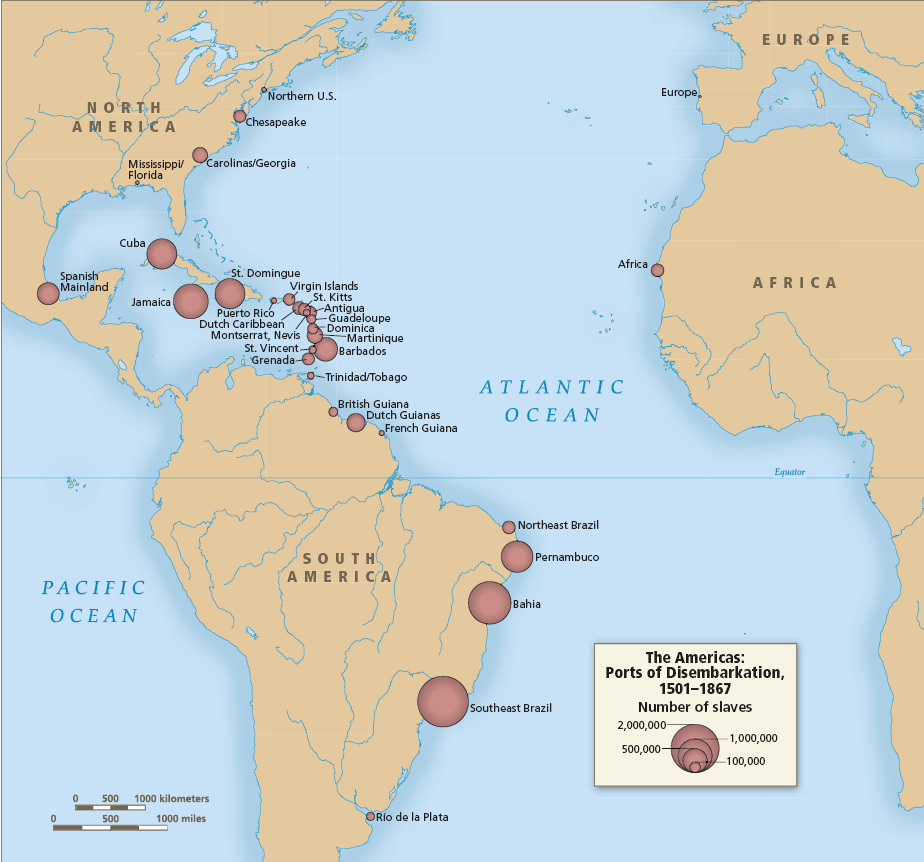 EUROPE
Europe
Northern U.S.
NORTH
AMERICA
Chesapeake
Mississippi/
Florida
Carolinas/Georgia
Cuba
St. Domingue
Africa
AFRICA
Spanish
Mainland
Jamaica
Virgin Islands
St. Kitts
Puerto Rico
Antigua
Dutch Caribbean
Guadeloupe
Montserrat, Nevis
Dominica
Martinique
St. Vincent
Barbados
Grenada
Trinidad/Tobago
ATLANTIC
OCEAN
British Guiana
Dutch Guianas
French Guiana
Equator
Northeast Brazil
SOUTH
AMERICA
Pernambuco
PACIFIC
OCEAN
Bahia
Southeast Brazil
The Americas:
Ports of Disembarkation,
1501–1867
Number of slaves
2,000,000
1,000,000
500,000
100,000
0 500 1000 kilometers
0 500 1000 miles
Río de la Plata